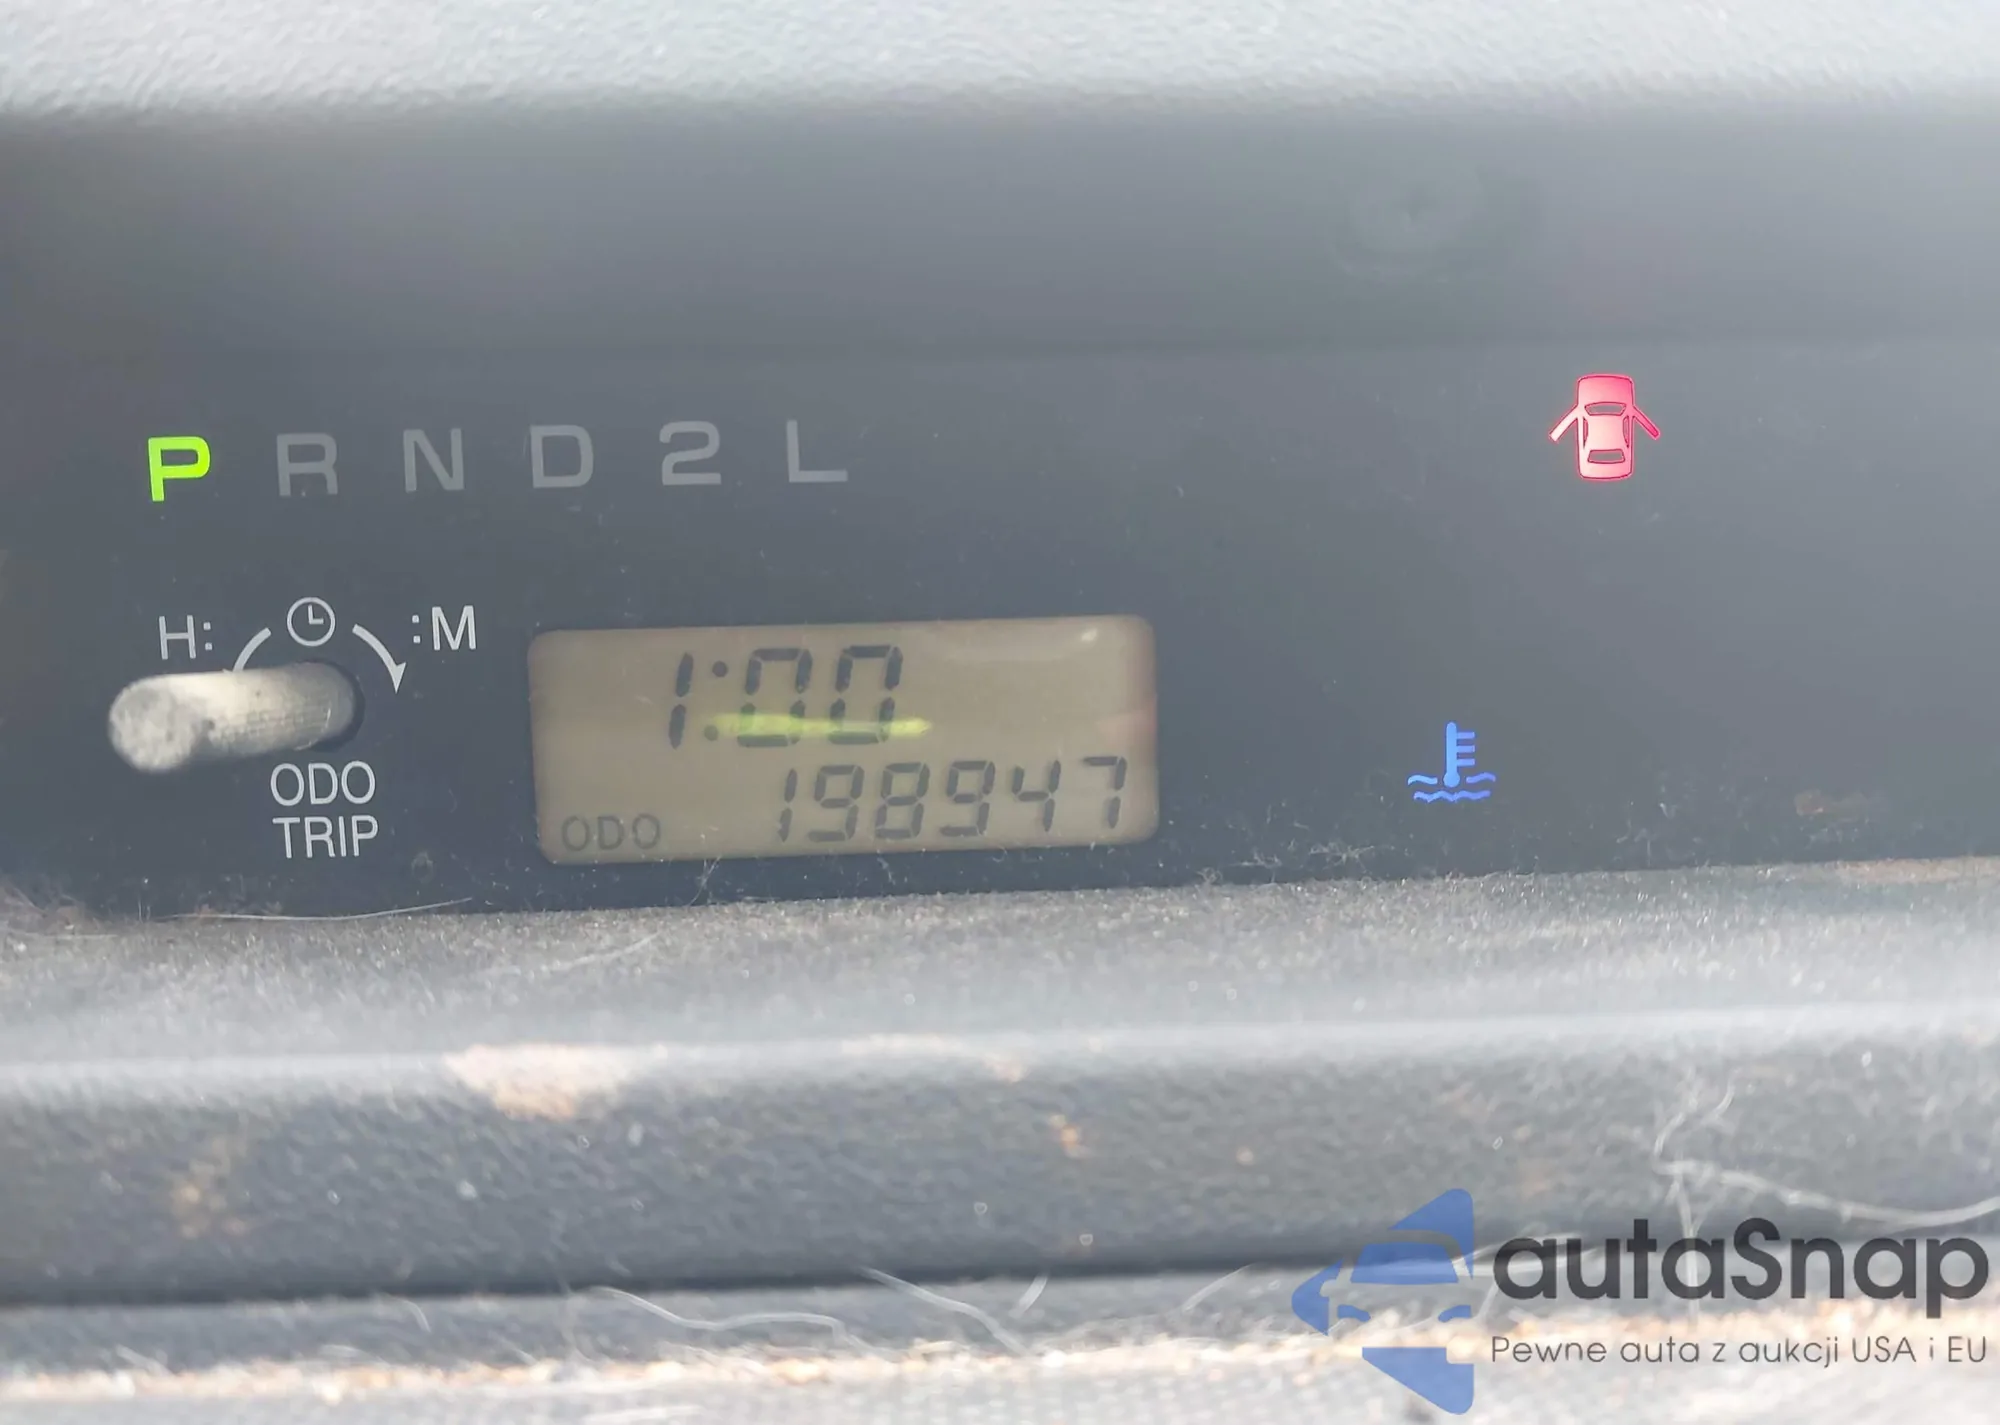 P R N D 2 L
H: :M
1:00
ODO
TRIP
ODO 198947
autaSnap
Pewne auta z aukcji USA i EU